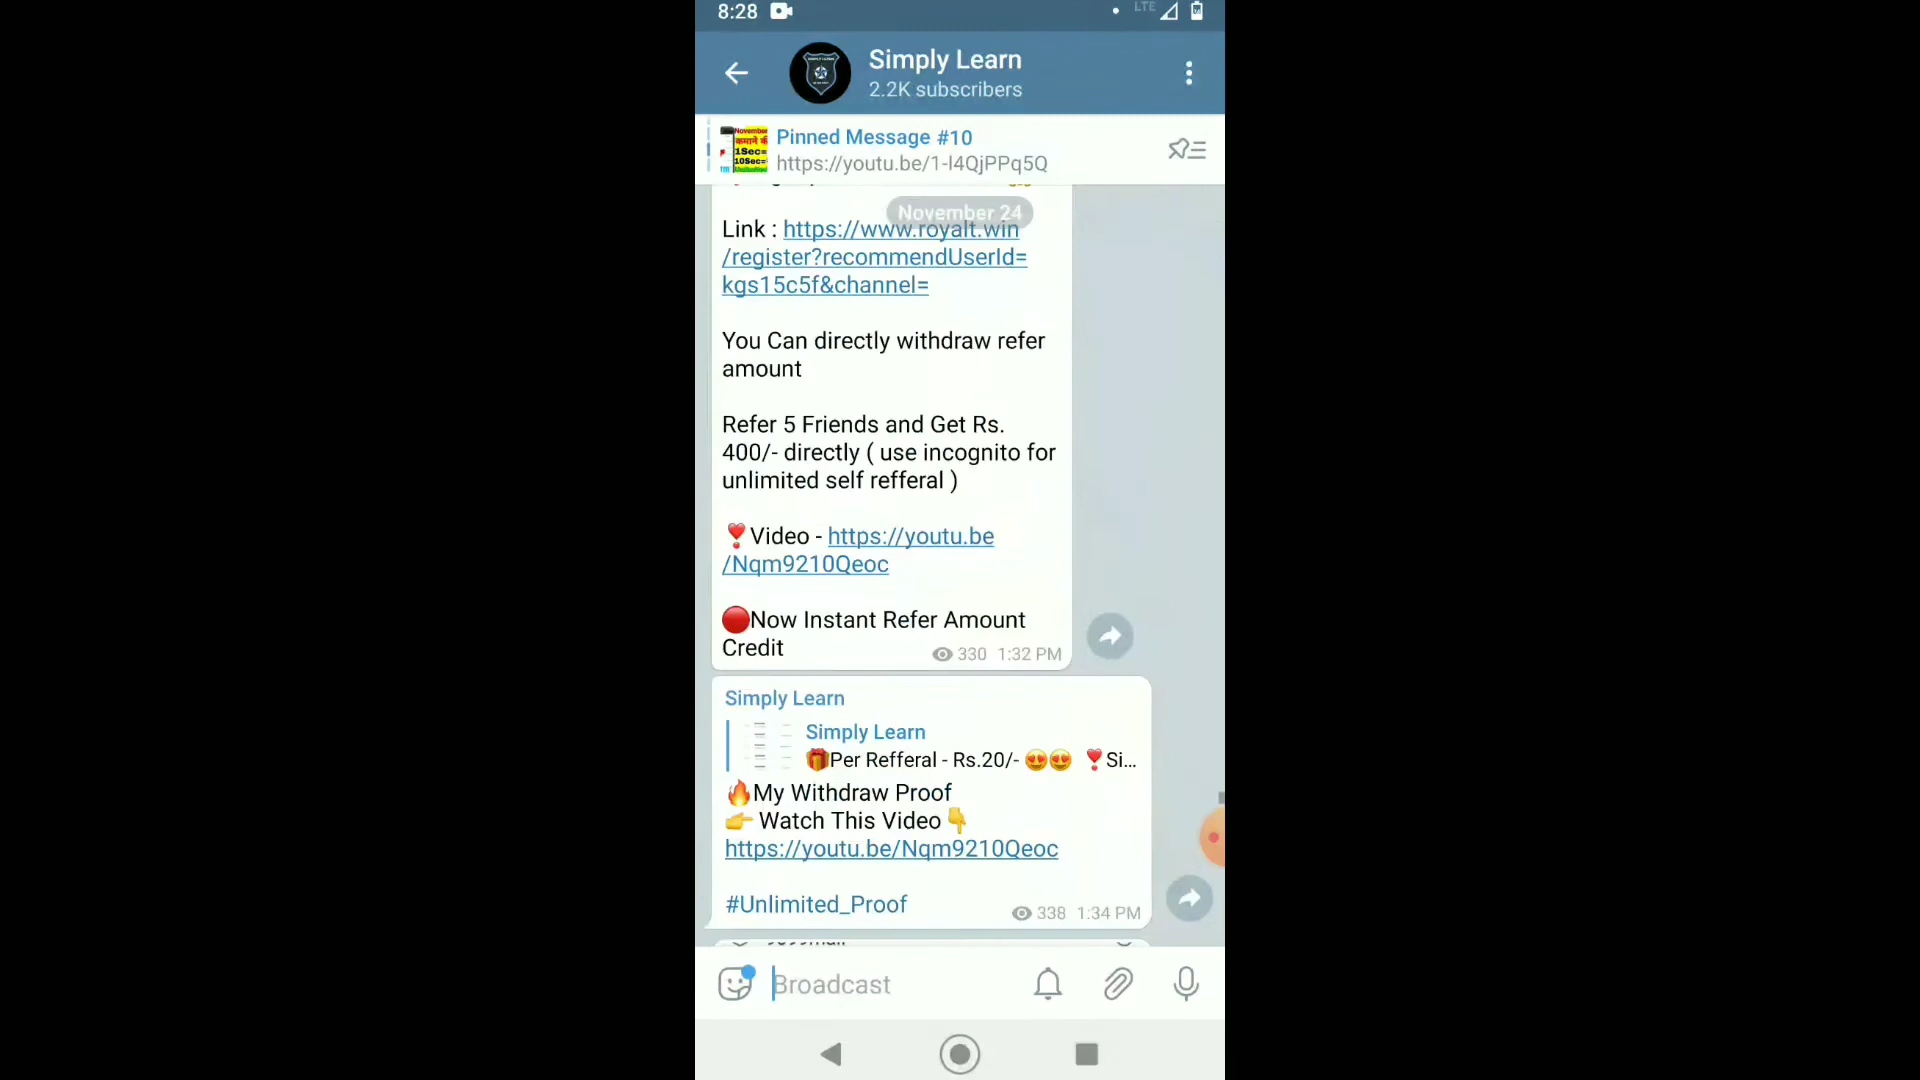 8:28
LTE
Simply Learn
2.2K subscribers
November
1Sec=
10Sec=
Pinned Message #10
https://youtu.be/1-I4QjPPq5Q
November 24
Link : https://www.royalt.win
/register?recommendUserId=
kgs15c5f&channel=
You Can directly withdraw refer
amount
Refer 5 Friends and Get Rs.
400/- directly ( use incognito for
unlimited self refferal )
❣️Video - https://youtu.be
/Nqm9210Qeoc
🔴Now Instant Refer Amount
Credit
330 1:32 PM
Simply Learn
Simply Learn
🎁Per Refferal - Rs.20/- 😍😍 ❣️Si...
🔥My Withdraw Proof
👉 Watch This Video👇
https://youtu.be/Nqm9210Qeoc
#Unlimited_Proof
338 1:34 PM
Broadcast